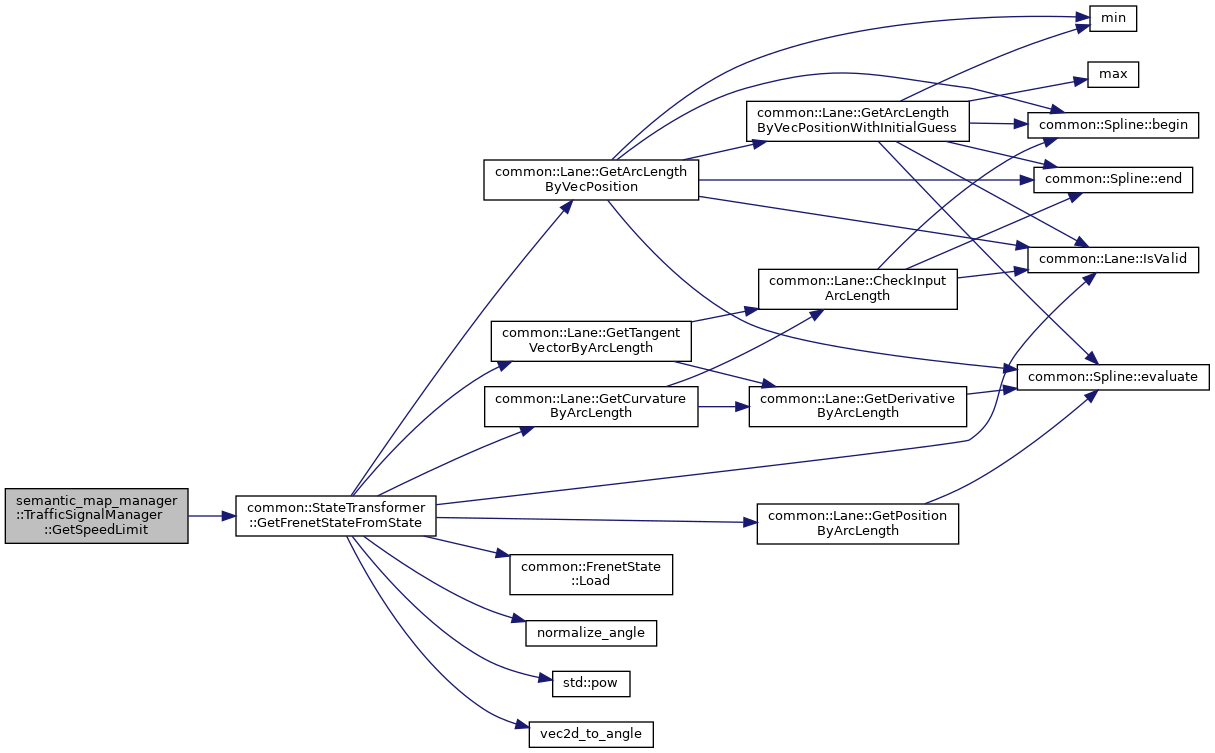 min
max
common::Lane::GetArcLength
ByVecPositionWithInitialGuess
common::Spline::begin
common::Lane::GetArcLength
ByVecPosition
common::Spline::end
common::Lane::IsValid
common::Lane::CheckInput
ArcLength
common::Lane::GetTangent
VectorByArcLength
common::Spline::evaluate
common::Lane::GetCurvature
ByArcLength
common::Lane::GetDerivative
ByArcLength
semantic_map_manager
::TrafficSignalManager
::GetSpeedLimit
common::StateTransformer
::GetFrenetStateFromState
common::Lane::GetPosition
ByArcLength
common::FrenetState
::Load
normalize_angle
std::pow
vec2d_to_angle